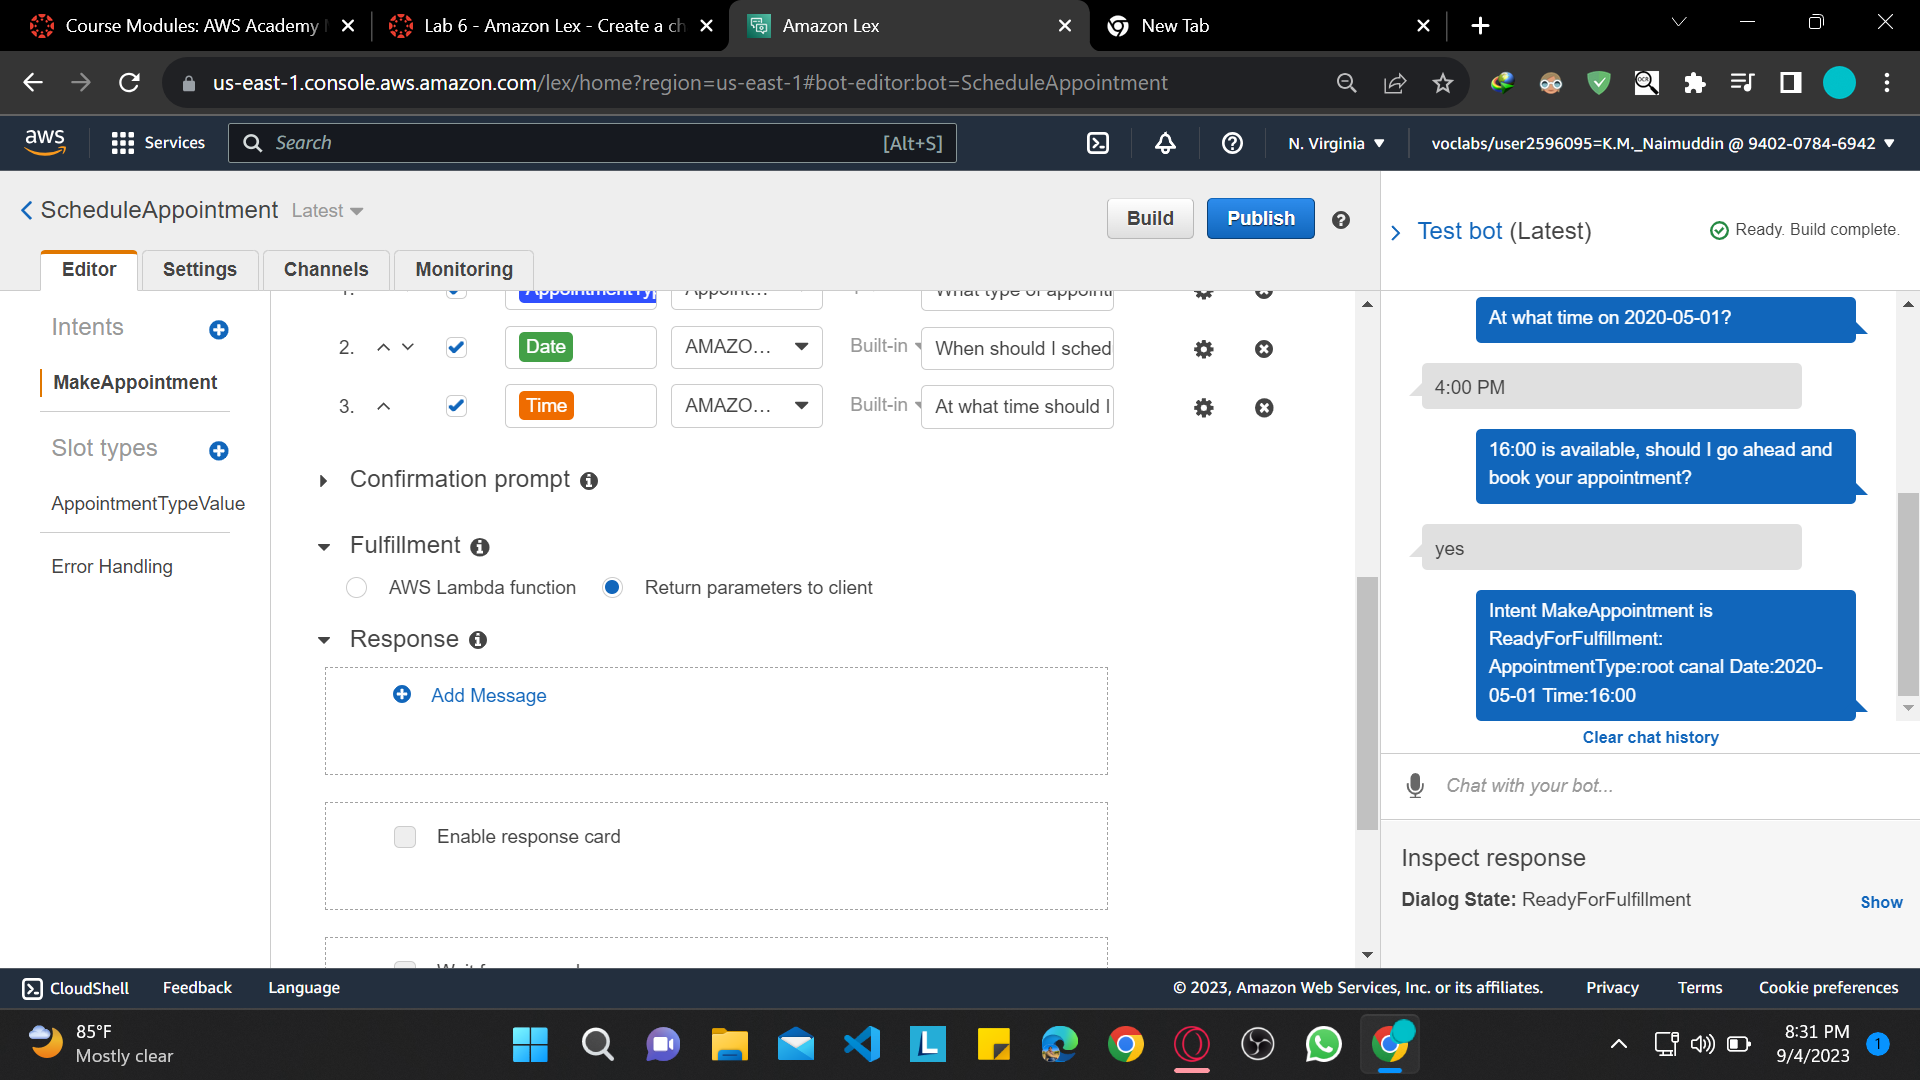 Course Modules: AWS Academy
Lab 6 - Amazon Lex - Create a ch
Amazon Lex
New Tab
us-east-1.console.aws.amazon.com/lex/home?region=us-east-1#bot-editor:bot=ScheduleAppointment
aws
Services
Search
[Alt+S]
N. Virginia
voclabs/user2596095=K.M._Naimuddin @ 9402-0784-6942
ScheduleAppointment Latest
Build
Publish
Test bot (Latest)
Ready. Build complete.
Editor
Settings
Channels
Monitoring
Intents
MakeAppointment
Slot types
AppointmentTypeValue
Error Handling
1.
AppointmentTyp
Appoint...
What type of appointm
2.
Date
AMAZO...
Built-in
When should I sched
3.
Time
AMAZO...
Built-in
At what time should I
Confirmation prompt
Fulfillment
AWS Lambda function
Return parameters to client
Response
Add Message
Enable response card
At what time on 2020-05-01?
4:00 PM
16:00 is available, should I go ahead and
book your appointment?
yes
Intent MakeAppointment is
ReadyForFulfillment:
AppointmentType:root canal Date:2020-
05-01 Time:16:00
Clear chat history
Chat with your bot...
Inspect response
Dialog State: ReadyForFulfillment
Show
CloudShell
Feedback
Language
© 2023, Amazon Web Services, Inc. or its affiliates.
Privacy
Terms
Cookie preferences
85°F
Mostly clear
8:31 PM
9/4/2023
1